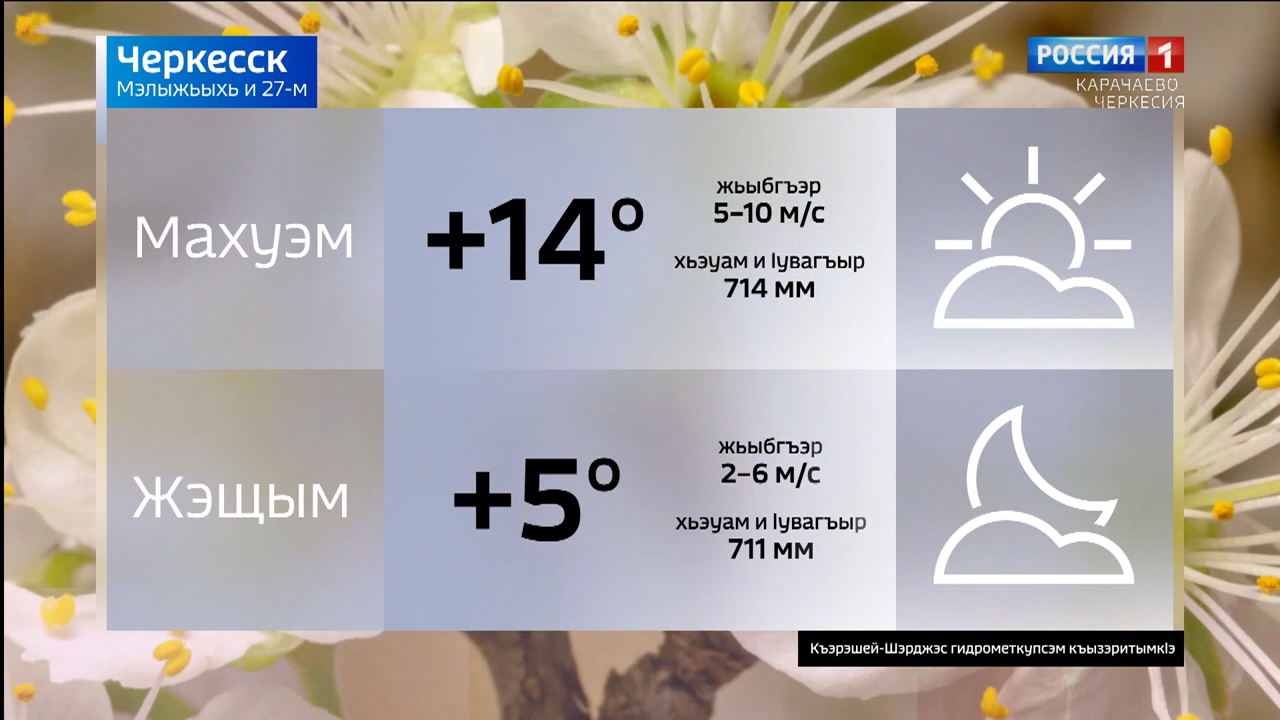 Черкесск
Мэлыжьыхь и 27-м
РОССИЯ 1
КАРАЧАЕВО-
ЧЕРКЕСИЯ
Махуэм
+14°
жьыбгъэр
5–10 м/с
хьэуам и Iувагъыр
714 мм
Жэщым
+5°
жьыбгъэр
2–6 м/с
хьэуам и Iувагъыр
711 мм
Къэрэшей-Шэрджэс гидрометкупсэм къызэритымкIэ